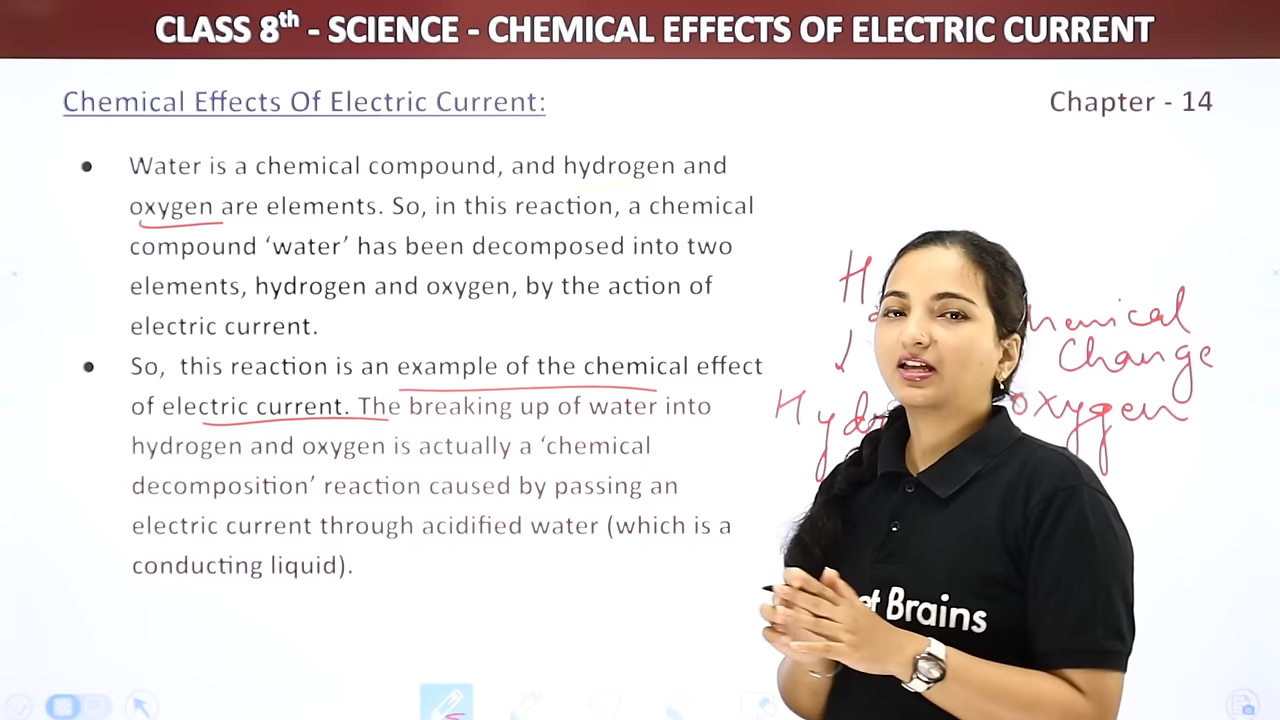 CLASS 8th - SCIENCE - CHEMICAL EFFECTS OF ELECTRIC CURRENT
Chemical Effects Of Electric Current:
Chapter - 14
• Water is a chemical compound, and hydrogen and
oxygen are elements. So, in this reaction, a chemical
compound ‘water’ has been decomposed into two
elements, hydrogen and oxygen, by the action of
electric current.
• So, this reaction is an example of the chemical effect
of electric current. The breaking up of water into
hydrogen and oxygen is actually a ‘chemical
decomposition’ reaction caused by passing an
electric current through acidified water (which is a
conducting liquid).
H
Change
oxygen
Brains